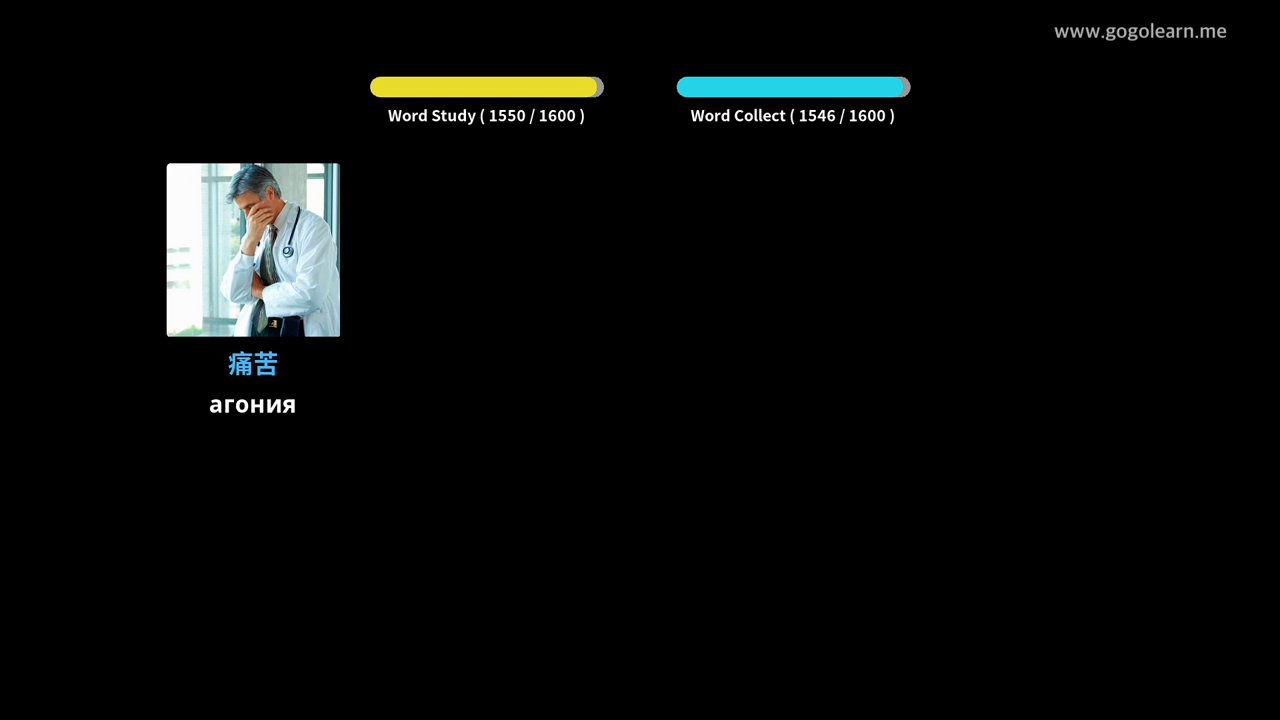 www.gogolearn.me
Word Study ( 1550 / 1600 )
Word Collect ( 1546 / 1600 )
痛苦
агония